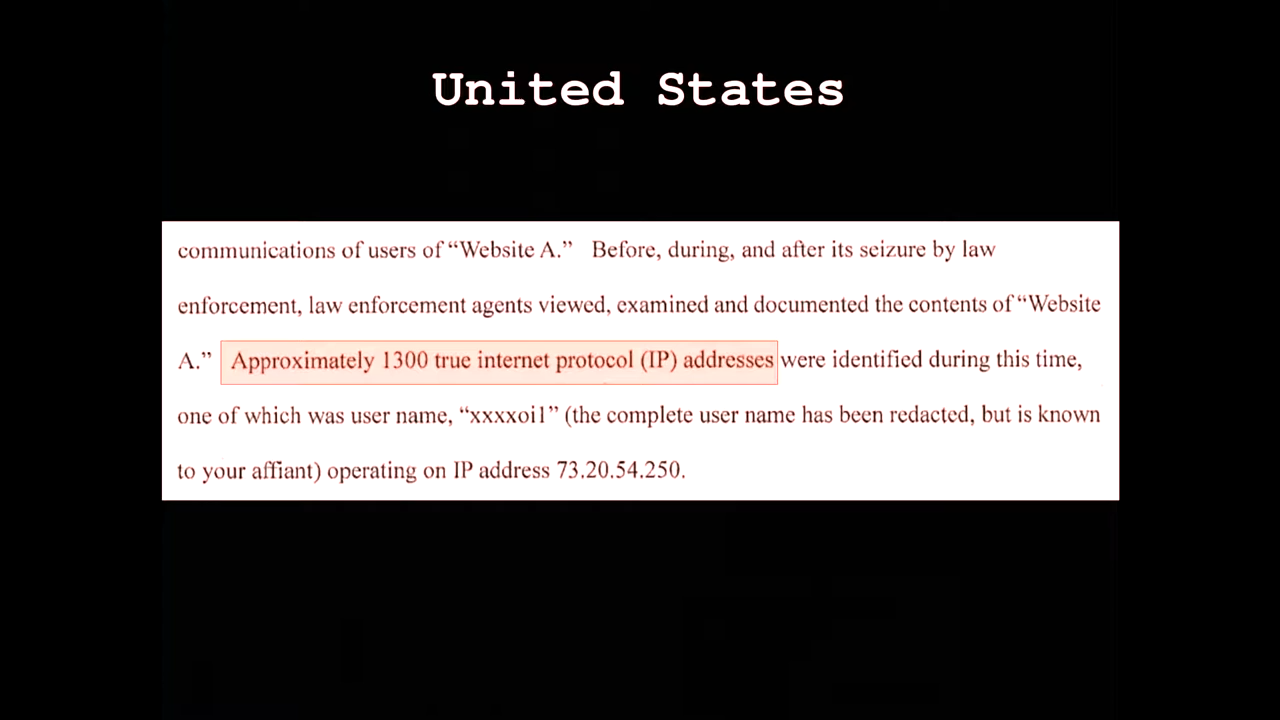 United States
communications of users of “Website A.” Before, during, and after its seizure by law
enforcement, law enforcement agents viewed, examined and documented the contents of “Website
A.” Approximately 1300 true internet protocol (IP) addresses were identified during this time,
one of which was user name, “xxxxoil” (the complete user name has been redacted, but is known
to your affiant) operating on IP address 73.20.54.250.